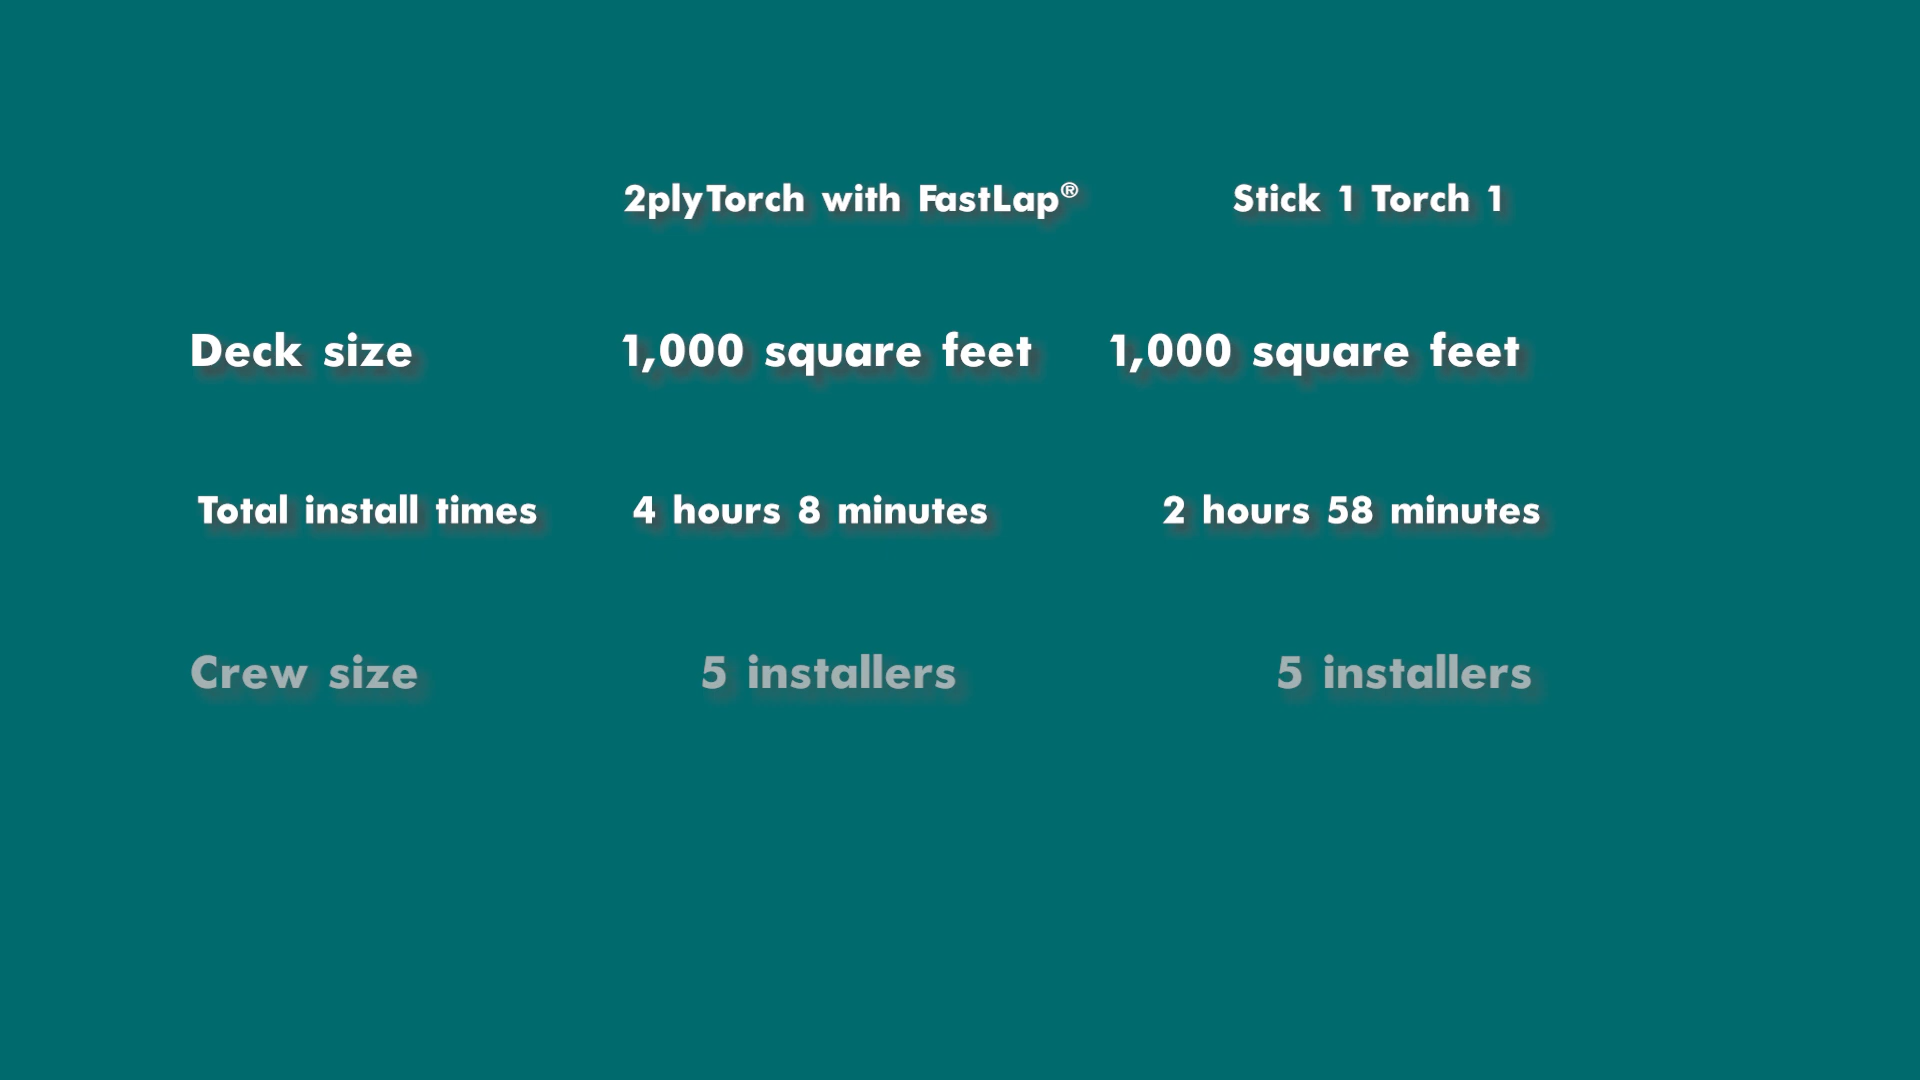 2plyTorch with FastLap® Stick 1 Torch 1
Deck size 1,000 square feet 1,000 square feet
Total install times 4 hours 8 minutes 2 hours 58 minutes
Crew size 5 installers 5 installers